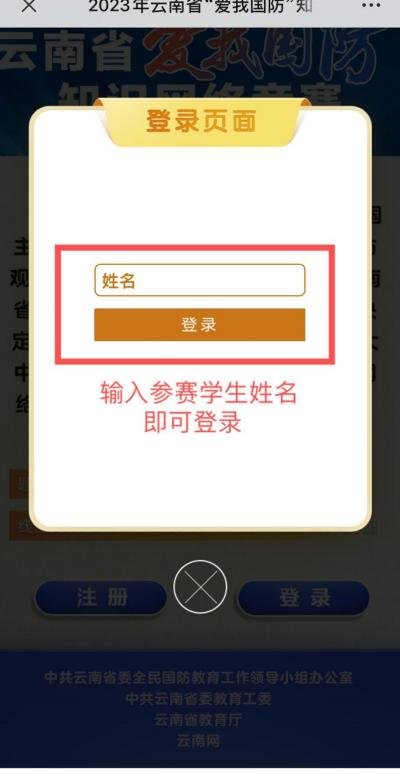 2023年云南省“爱我国防”知
云南省爱我国防
知识网络竞赛
登录页面
姓名
登录
输入参赛学生姓名
即可登录
注册
登录
中共云南省委全民国防教育工作领导小组办公室
中共云南省委教育工委
云南省教育厅
云南网